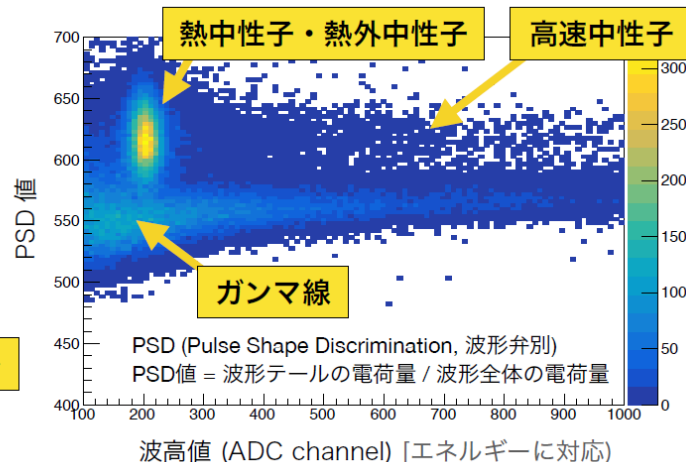 熱中性子・熱外中性子
高速中性子
700
650
600
550
500
450
400
PSD 値
ガンマ線
PSD (Pulse Shape Discrimination, 波形弁別)
PSD値 = 波形テールの電荷量 / 波形全体の電荷量
100 200 300 400 500 600 700 800 900 1000
波高値 (ADC channel) [エネルギーに対応)
300
250
200
150
100
50
0